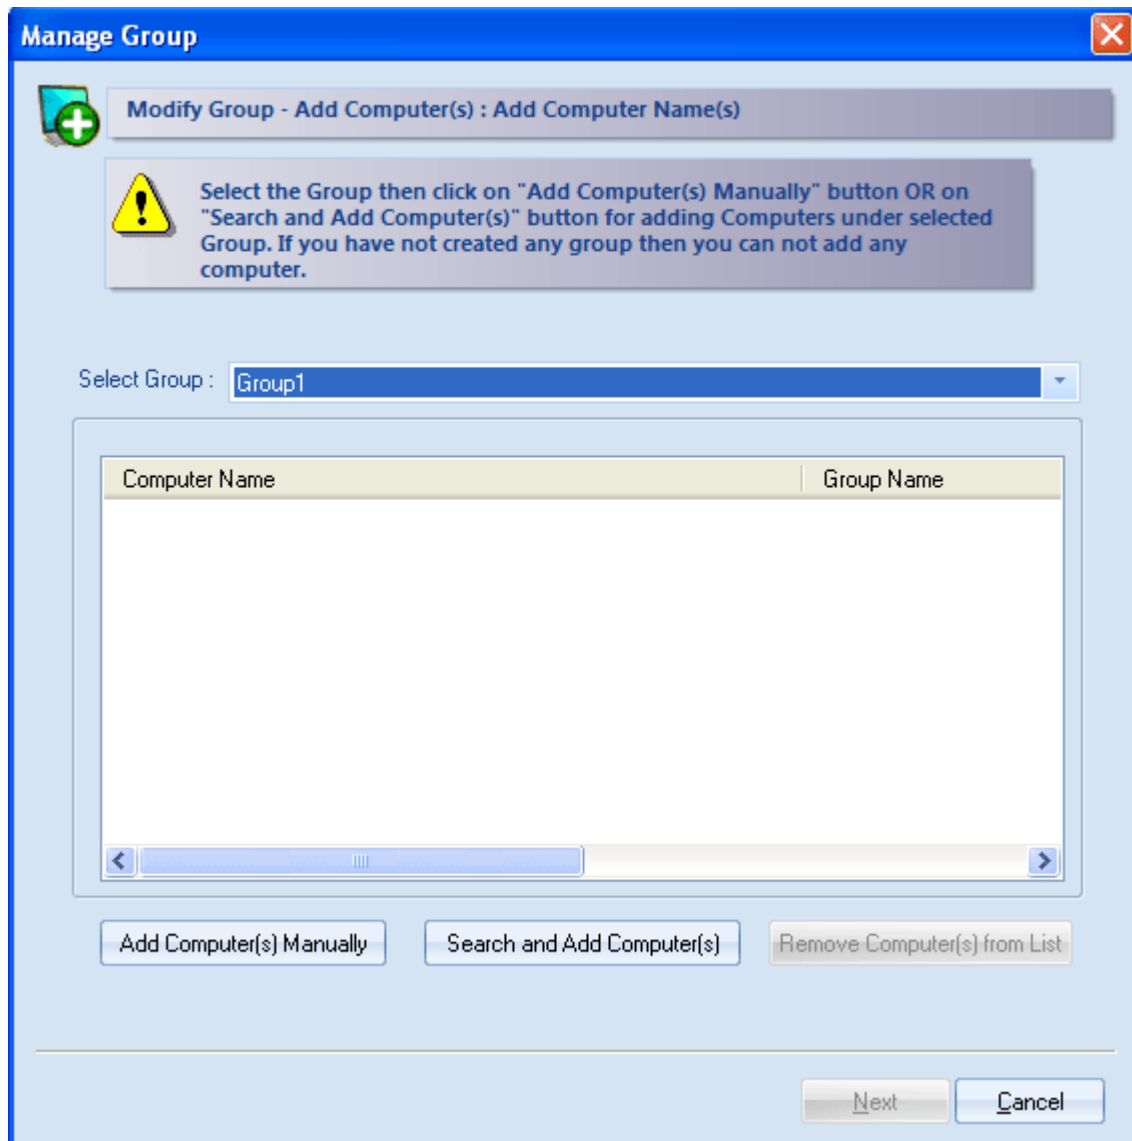 Manage Group
Modify Group - Add Computer(s) : Add Computer Name(s)
Select the Group then click on "Add Computer(s) Manually" button OR on
"Search and Add Computer(s)" button for adding Computers under selected
Group. If you have not created any group then you can not add any
computer.
Select Group :
Group1
Computer Name
Group Name
Add Computer(s) Manually
Search and Add Computer(s)
Remove Computer(s) from List
Next
Cancel